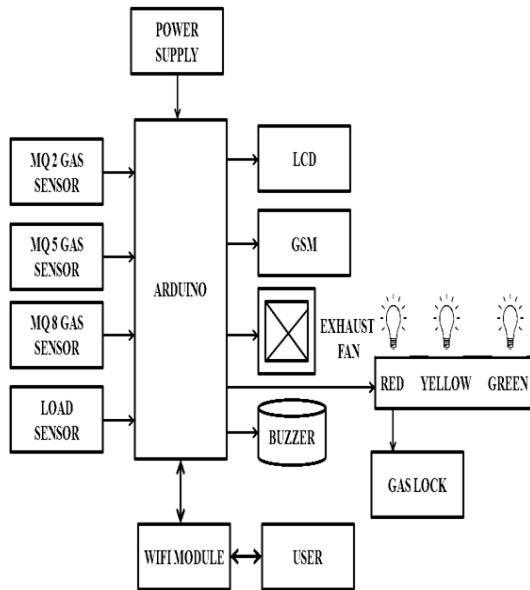 POWER
SUPPLY
MQ 2 GAS
SENSOR
MQ 5 GAS
SENSOR
MQ 8 GAS
SENSOR
LOAD
SENSOR
ARDUINO
LCD
GSM
EXHAUST
FAN
RED YELLOW GREEN
BUZZER
GAS LOCK
WIFI MODULE
USER